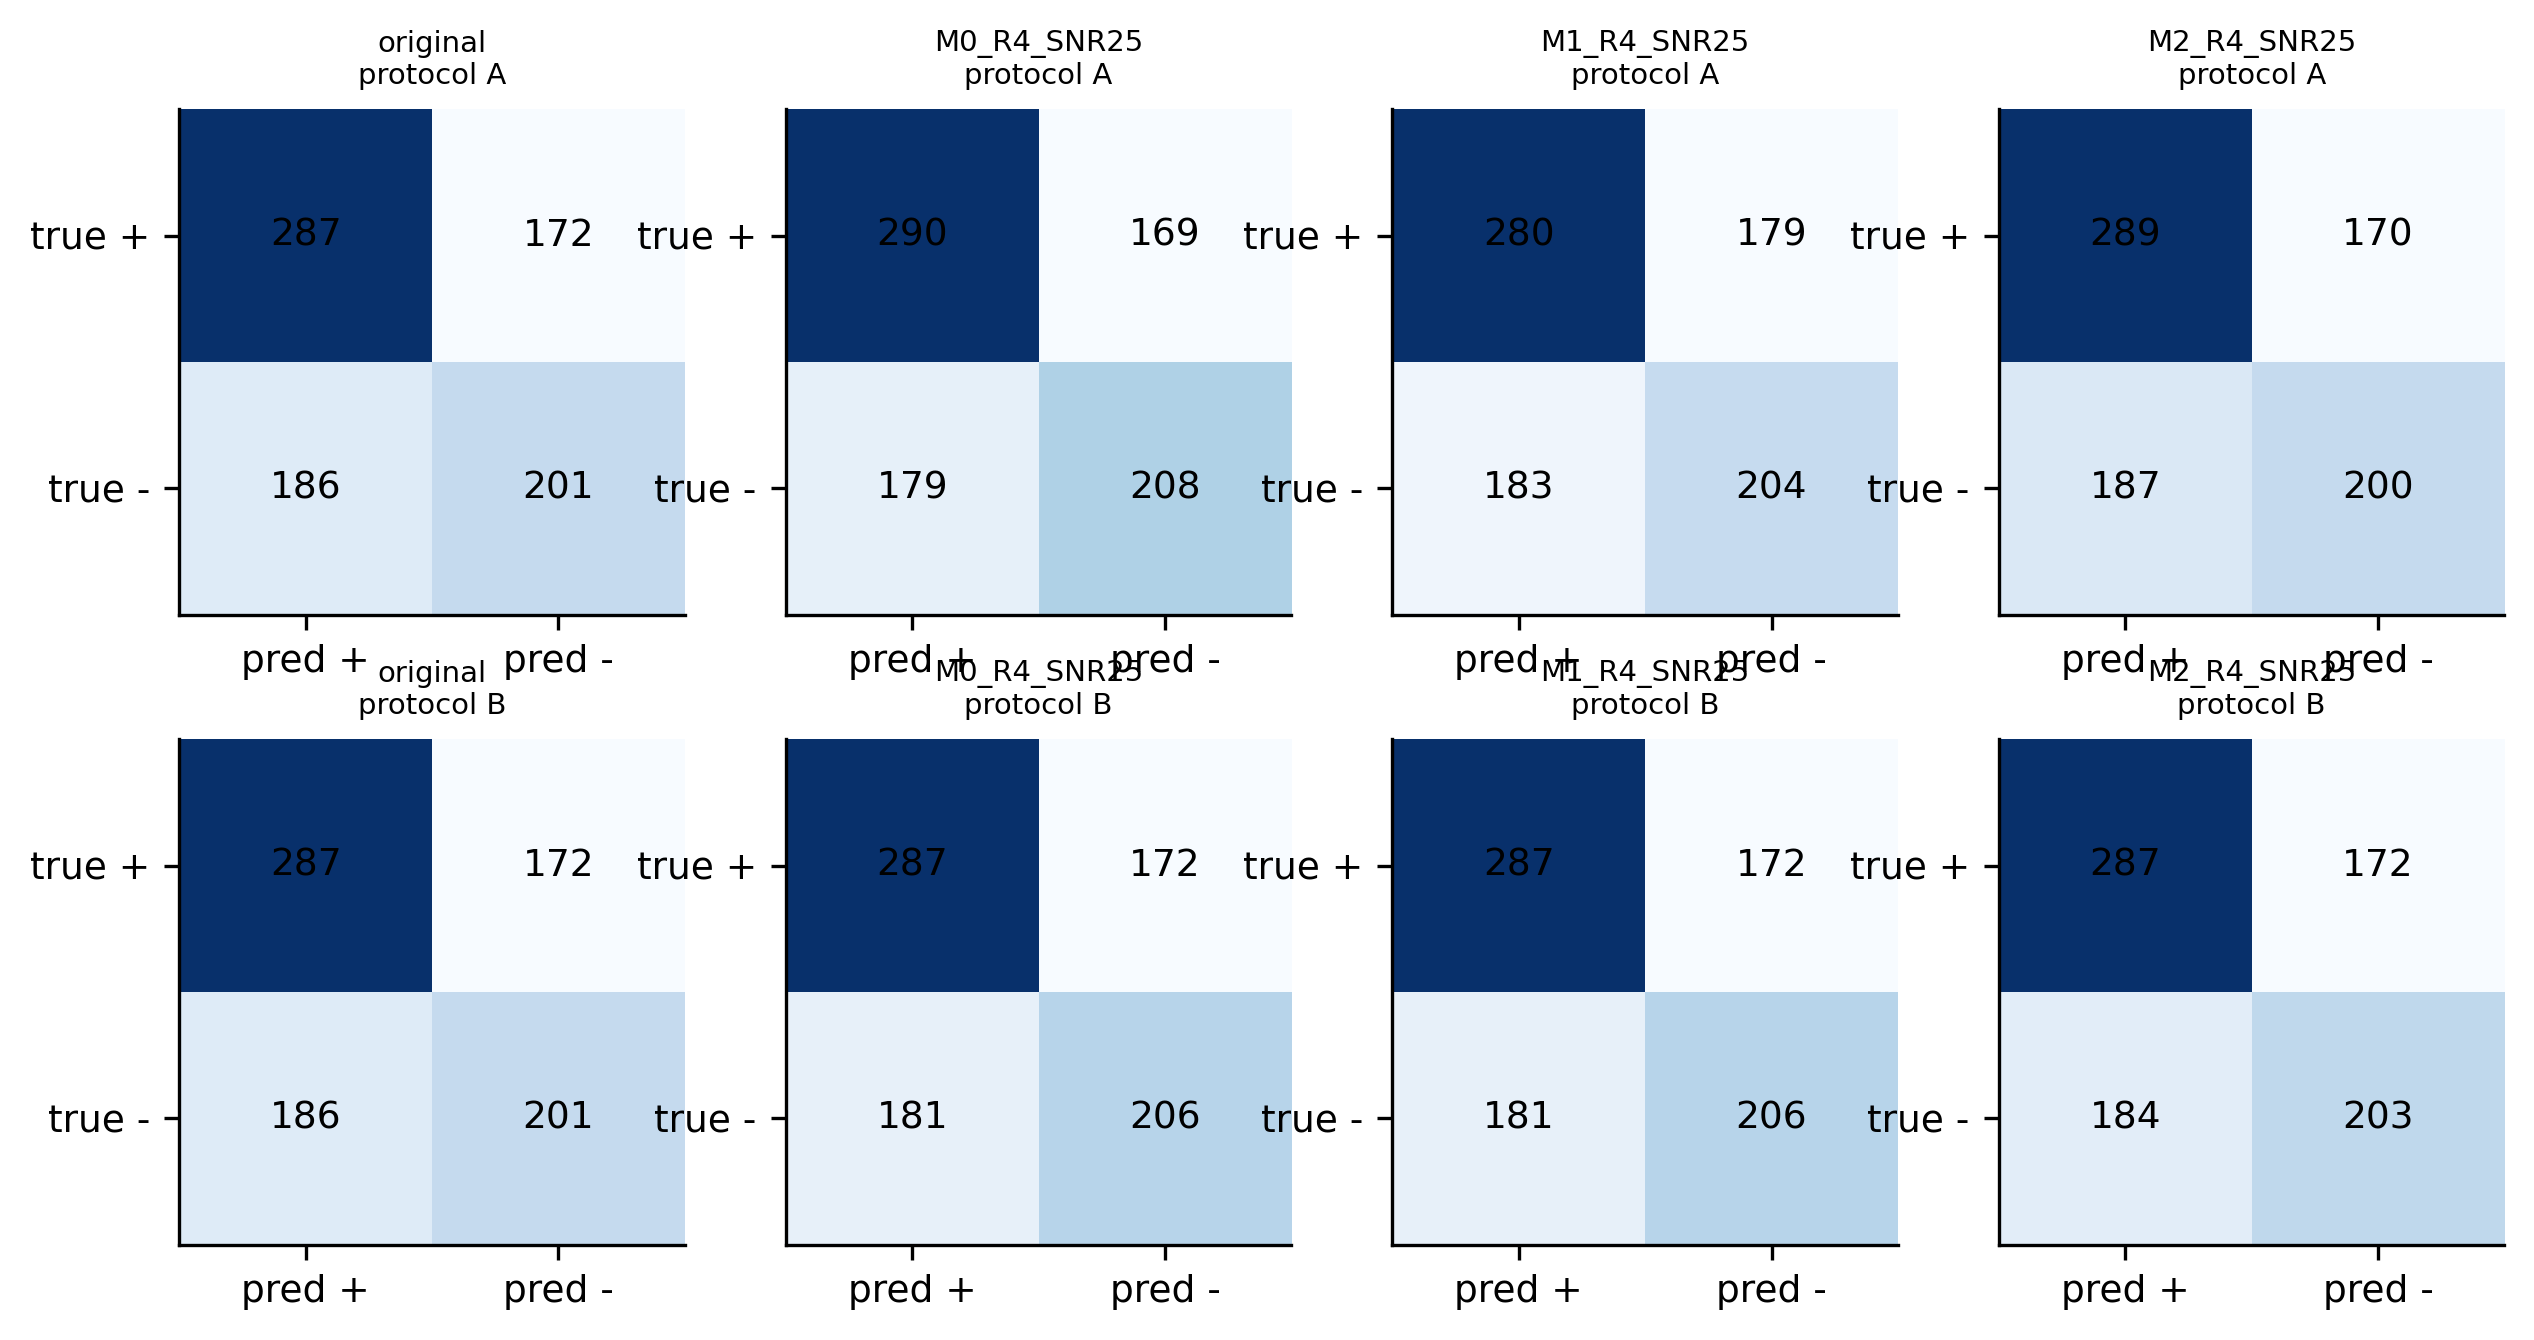 original
protocol A
M0_R4_SNR25
protocol A
M1_R4_SNR25
protocol A
M2_R4_SNR25
protocol A
true + 287 172
true + 290 169
true + 280 179
true + 289 170
true - 186 201
true - 179 208
true - 183 204
true - 187 200
pred + pred -
pred + pred -
pred + pred -
pred + pred -
original
protocol B
M0_R4_SNR25
protocol B
M1_R4_SNR25
protocol B
M2_R4_SNR25
protocol B
true + 287 172
true + 287 172
true + 287 172
true + 287 172
true - 186 201
true - 181 206
true - 181 206
true - 184 203
pred + pred -
pred + pred -
pred + pred -
pred + pred -